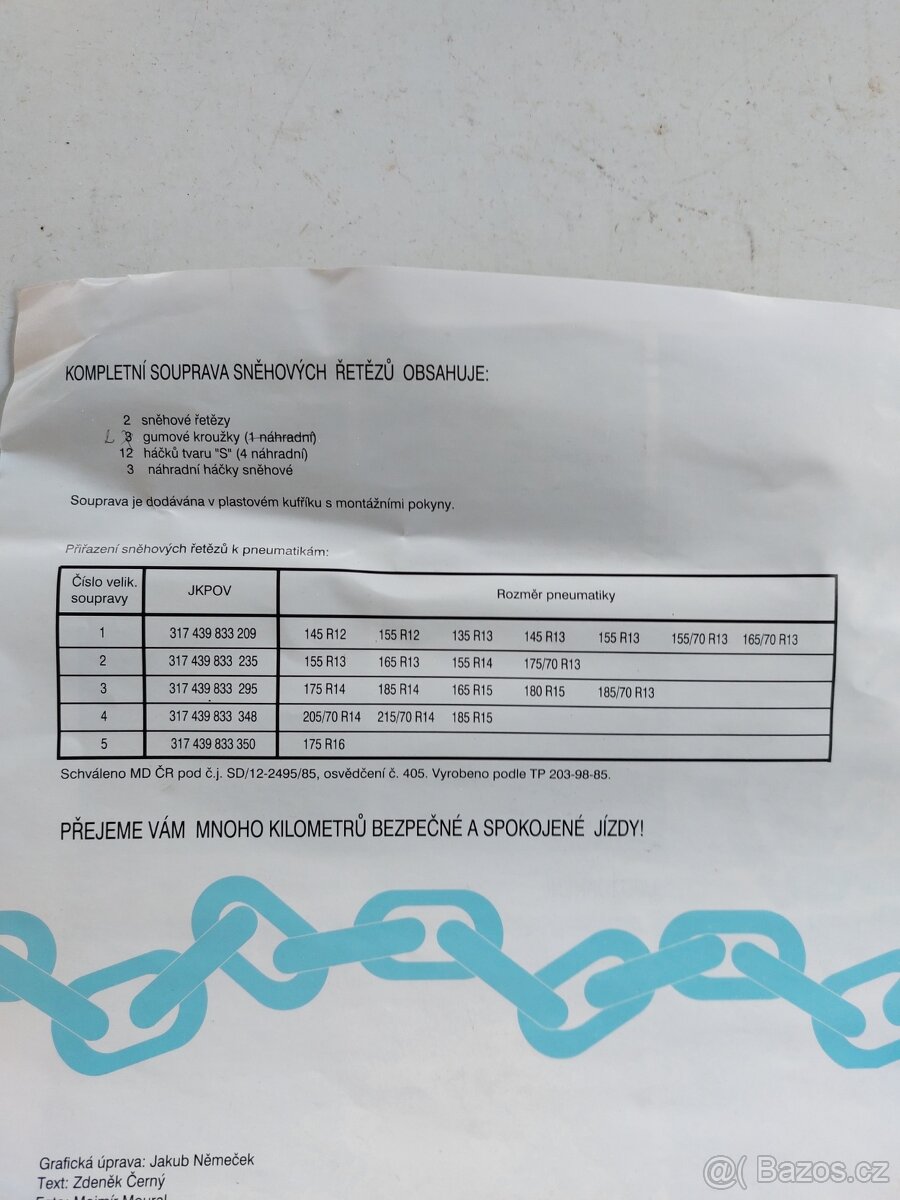 KOMPLETNÍ SOUPRAVA SNĚHOVÝCH ŘETĚZŮ OBSAHUJE:
2 sněhové řetězy
3 gumové kroužky (1 náhradní)
12 háčků tvaru "S" (4 náhradní)
3 náhradní háčky sněhové
Souprava je dodávána v plastovém kufříku s montážními pokyny.
Přiřazení sněhových řetězů k pneumatikám:
Číslo velik. soupravy JKPOV Rozměr pneumatiky
1 317 439 833 209 145 R12 155 R12 135 R13 145 R13 155 R13 155/70 R13 165/70 R13
2 317 439 833 235 155 R13 165 R13 155 R14 175/70 R13
3 317 439 833 295 175 R14 185 R14 165 R15 180 R15 185/70 R13
4 317 439 833 348 205/70 R14 215/70 R14 185 R15
5 317 439 833 350 175 R16
Schváleno MD ČR pod č.j. SD/12-2495/85, osvědčení č. 405. Vyrobeno podle TP 203-98-85.
PŘEJEME VÁM MNOHO KILOMETRŮ BEZPEČNÉ A SPOKOJENÉ JÍZDY!
Grafická úprava: Jakub Němeček
Text: Zdeněk Černý
Bazos.cz